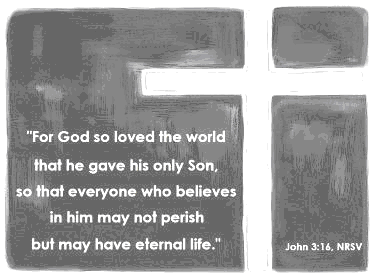 "For God so loved the world
that he gave his only Son,
so that everyone who believes
in him may not perish
but may have eternal life."
John 3:16, NRSV